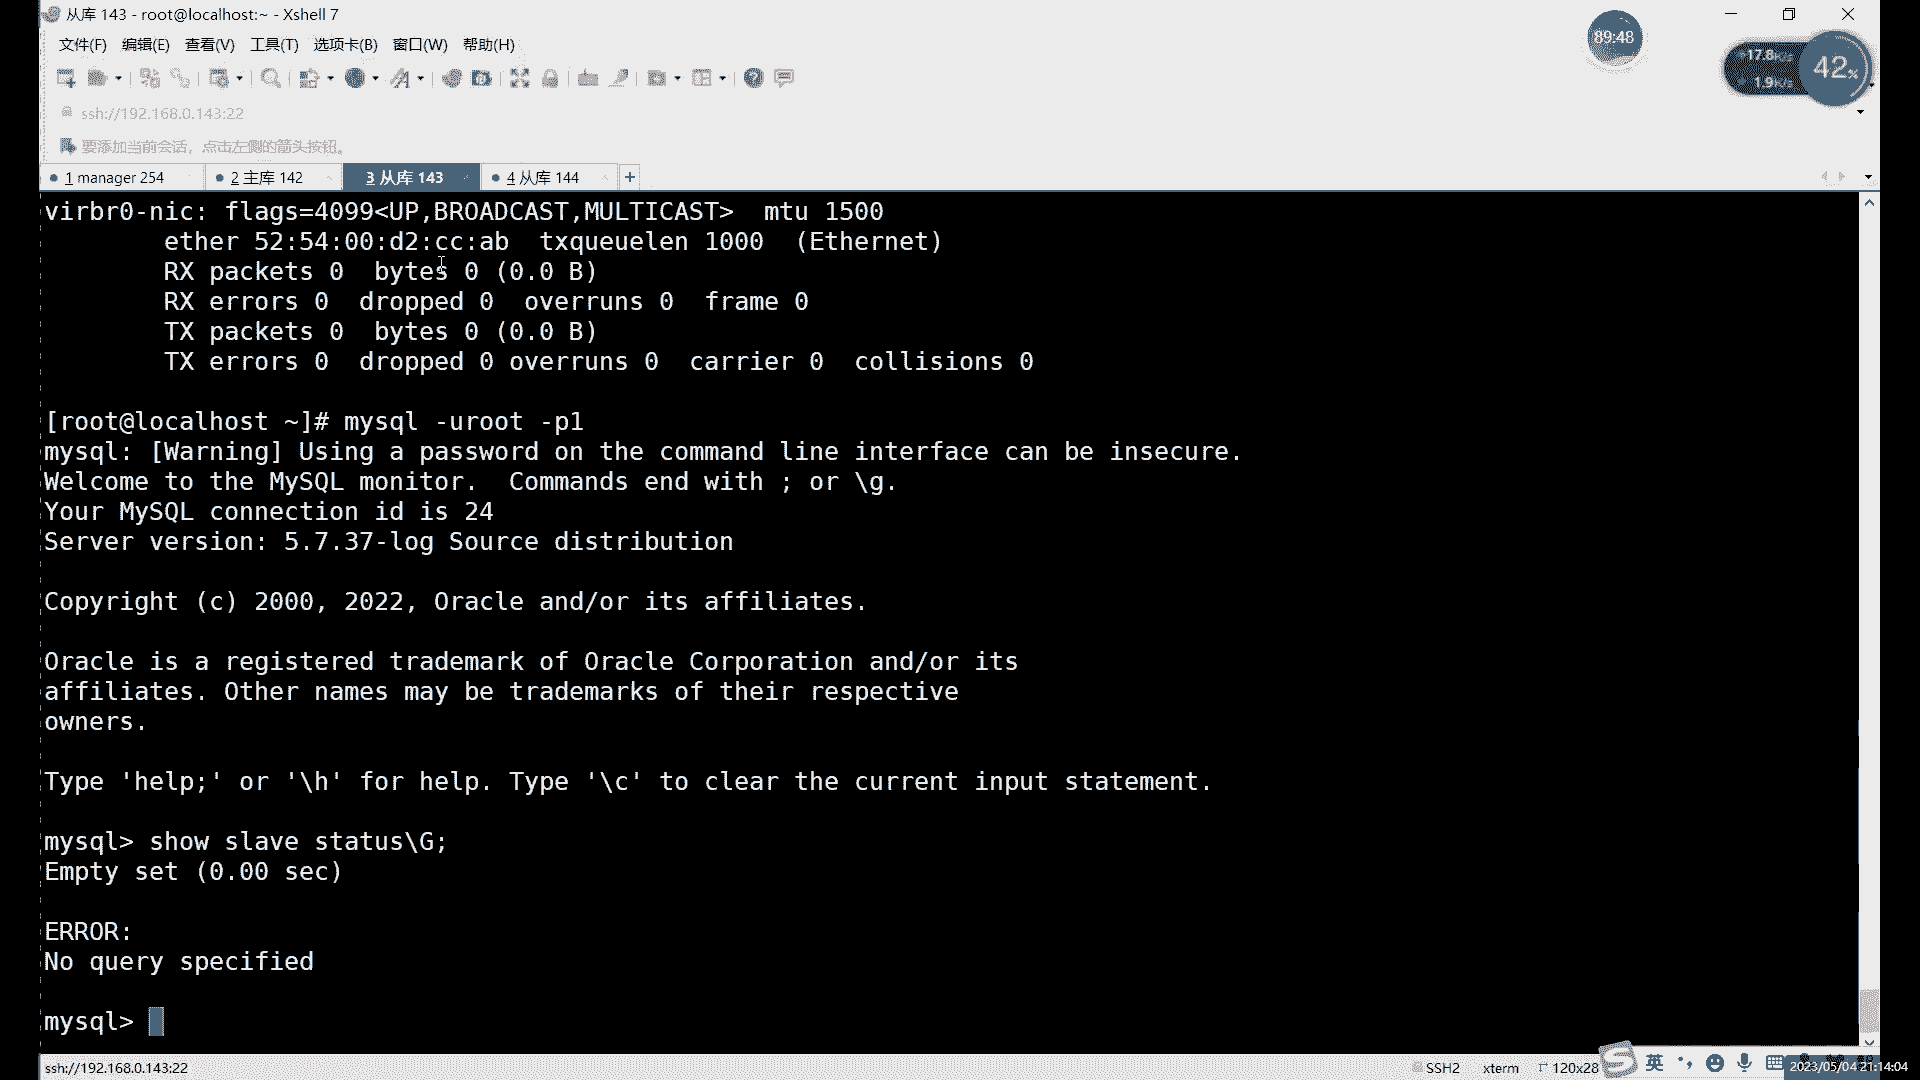 从库 143 - root@localhost:~ - Xshell 7
文件(F) 编辑(E) 查看(V) 工具(T) 选项卡(B) 窗口(W) 帮助(H)
89:48
17.8K/s
1.9K/s
42%
ssh://192.168.0.143:22
要添加当前会话，点击左侧的箭头按钮。
1 manager 254
2 主库 142
3 从库 143
4 从库 144
virbr0-nic: flags=4099<UP,BROADCAST,MULTICAST>  mtu 1500
ether 52:54:00:d2:cc:ab  txqueuelen 1000  (Ethernet)
RX packets 0  bytes 0 (0.0 B)
RX errors 0  dropped 0  overruns 0  frame 0
TX packets 0  bytes 0 (0.0 B)
TX errors 0  dropped 0 overruns 0  carrier 0  collisions 0
[root@localhost ~]# mysql -uroot -p1
mysql: [Warning] Using a password on the command line interface can be insecure.
Welcome to the MySQL monitor.  Commands end with ; or \g.
Your MySQL connection id is 24
Server version: 5.7.37-log Source distribution
Copyright (c) 2000, 2022, Oracle and/or its affiliates.
Oracle is a registered trademark of Oracle Corporation and/or its
affiliates. Other names may be trademarks of their respective
owners.
Type 'help;' or '\h' for help. Type '\c' to clear the current input statement.
mysql> show slave status\G;
Empty set (0.00 sec)
ERROR:
No query specified
mysql>
ssh://192.168.0.143:22
SSH2
xterm
120x28
英
2023/05/04 21:14:04